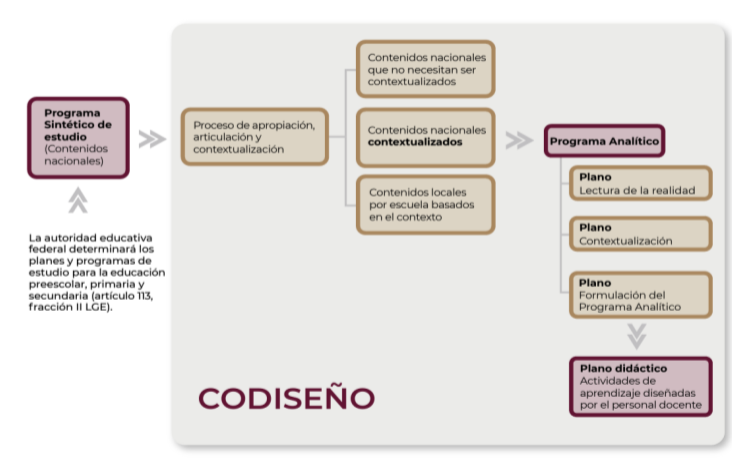 Programa
Sintético de
estudio
(Contenidos
nacionales)
La autoridad educativa
federal determinará los
planes y programas de
estudio para la educación
preescolar, primaria y
secundaria (artículo 113,
fracción II LGE).
Proceso de apropiación,
articulación y
contextualización
Contenidos nacionales
que no necesitan ser
contextualizados
Contenidos nacionales
contextualizados
Contenidos locales
por escuela basados
en el contexto
Programa Analítico
Plano
Lectura de la realidad
Plano
Contextualización
Plano
Formulación del
Programa Analítico
Plano didáctico
Actividades de
aprendizaje diseñadas
por el personal docente
CODISEÑO